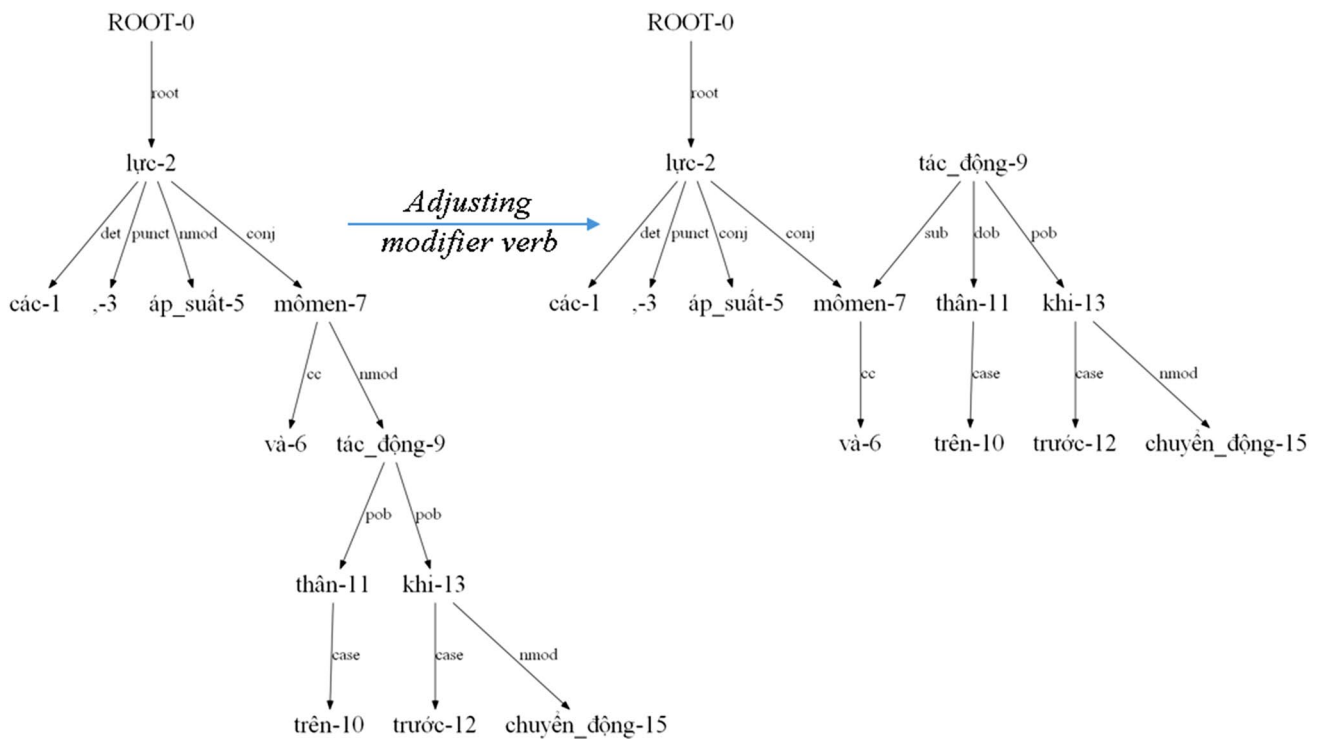 ROOT-0 ROOT-0
root root
lực-2 lực-2 tác_động-9
Adjusting
modifier verb
det punct nmod conj det punct conj conj sub dob pob
các-1 ,-3 áp_suất-5 mômen-7 các-1 ,-3 áp_suất-5 mômen-7 thân-11 khi-13
cc nmod cc case case nmod
và-6 tác_động-9 và-6 trên-10 trước-12 chuyển_động-15
pob pob
thân-11 khi-13
case case nmod
trên-10 trước-12 chuyển_động-15